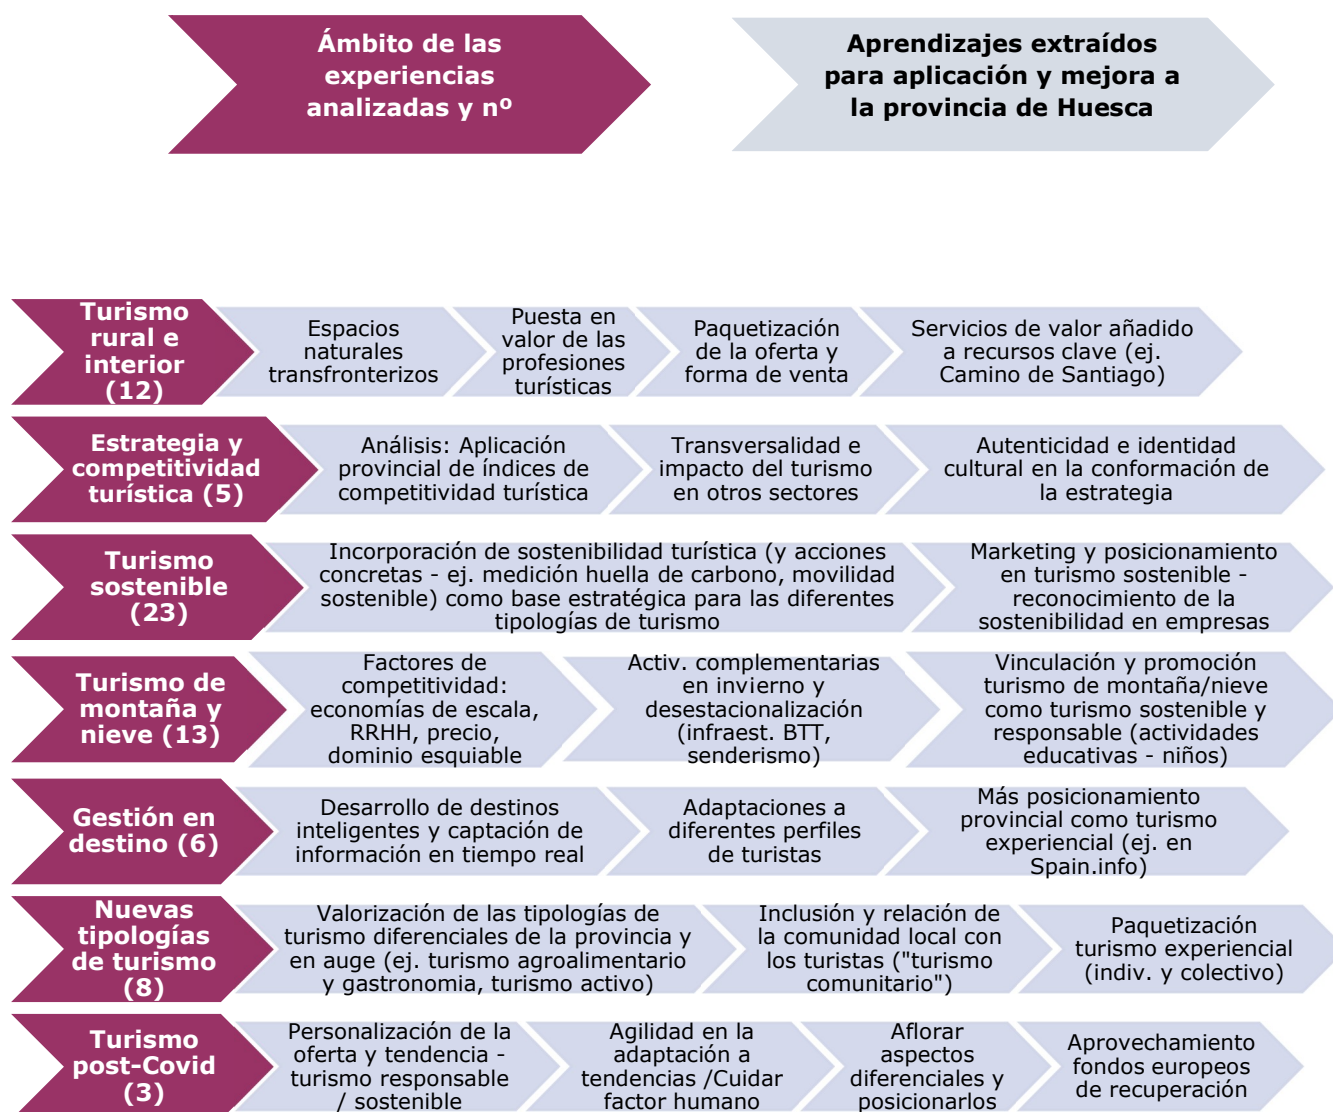 Ámbito de las
experiencias
analizadas y nº
Aprendizajes extraídos
para aplicación y mejora a
la provincia de Huesca
Turismo
rural e
interior
(12)
Espacios
naturales
transfronterizos
Puesta en
valor de las
profesiones
turísticas
Paquetización
de la oferta y
forma de venta
Servicios de valor añadido
a recursos clave (ej.
Camino de Santiago)
Estrategia y
competitividad
turística (5)
Análisis: Aplicación
provincial de índices de
competitividad turística
Transversalidad e
impacto del turismo
en otros sectores
Autenticidad e identidad
cultural en la conformación de
la estrategia
Turismo
sostenible
(23)
Incorporación de sostenibilidad turística (y acciones
concretas - ej. medición huella de carbono, movilidad
sostenible) como base estratégica para las diferentes
tipologías de turismo
Marketing y posicionamiento
en turismo sostenible -
reconocimiento de la
sostenibilidad en empresas
Turismo de
montaña y
nieve (13)
Factores de
competitividad:
economías de escala,
RRHH, precio,
dominio esquiable
Activ. complementarias
en invierno y
desestacionalización
(infraest. BTT,
senderismo)
Vinculación y promoción
turismo de montaña/nieve
como turismo sostenible y
responsable (actividades
educativas - niños)
Gestión en
destino (6)
Desarrollo de destinos
inteligentes y captación de
información en tiempo real
Adaptaciones a
diferentes perfiles
de turistas
Más posicionamiento
provincial como turismo
experiencial (ej. en
Spain.info)
Nuevas
tipologías
de turismo
(8)
Valorización de las tipologías de
turismo diferenciales de la provincia y
en auge (ej. turismo agroalimentario
y gastronomia, turismo activo)
Inclusión y relación de
la comunidad local con
los turistas ("turismo
comunitario")
Paquetización
turismo experiencial
(indiv. y colectivo)
Turismo
post-Covid
(3)
Personalización de la
oferta y tendencia -
turismo responsable
/ sostenible
Agilidad en la
adaptación a
tendencias /Cuidar
factor humano
Aflorar
aspectos
diferenciales y
posicionarlos
Aprovechamiento
fondos europeos
de recuperación